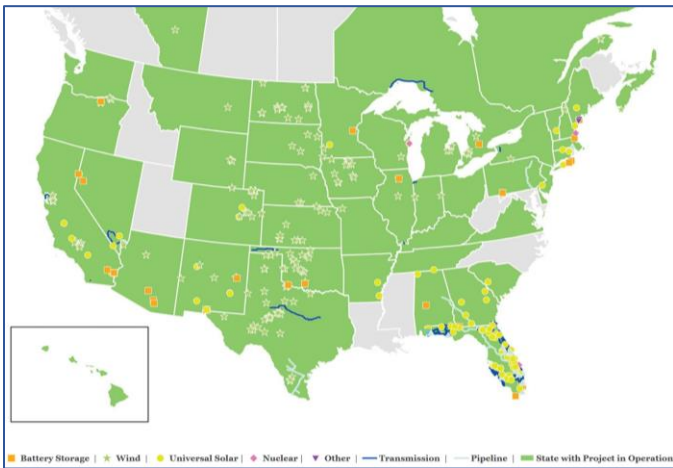 Battery Storage | Wind | Universal Solar | Nuclear | Other | Transmission | Pipeline | State with Project in Operation